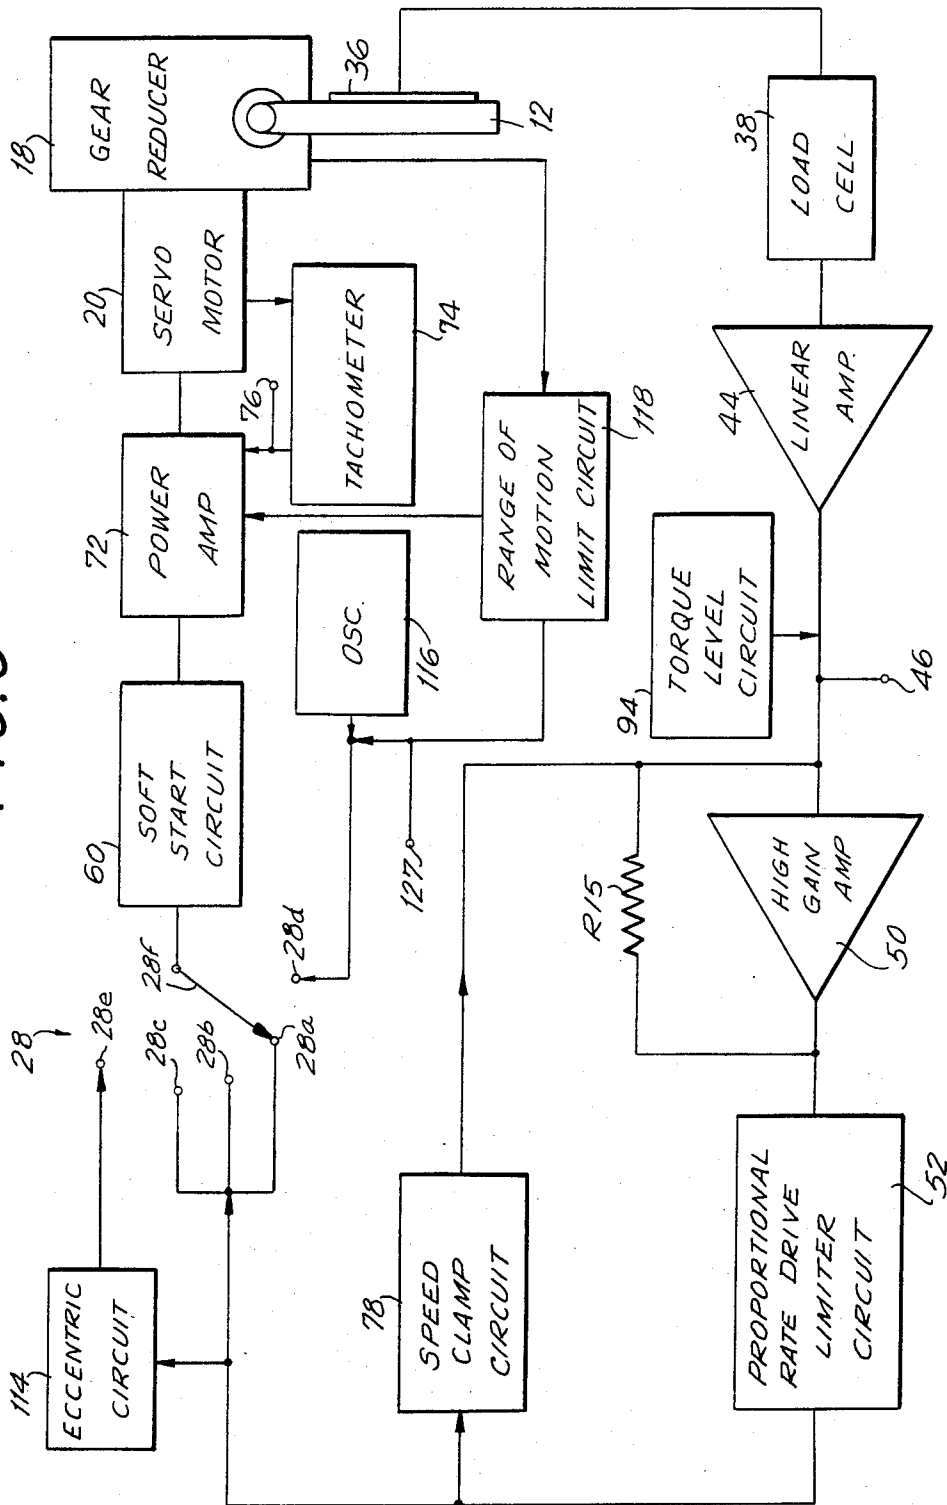 18
GEAR
REDUCER
36
12
20
SERVO
MOTOR
72
POWER
AMP
76
TACHOMETER
74
60
SOFT
START
CIRCUIT
OSC.
116
RANGE OF
MOTION
LIMIT CIRCUIT
118
127
28
28e
28f
28c
28b
28a
28d
114
ECCENTRIC
CIRCUIT
78
SPEED
CLAMP
CIRCUIT
R15
38
LOAD
CELL
44
LINEAR
AMP.
94
TORQUE
LEVEL
CIRCUIT
46
HIGH
GAIN
AMP
50
PROPORTIONAL
RATE DRIVE
LIMITER
CIRCUIT
52